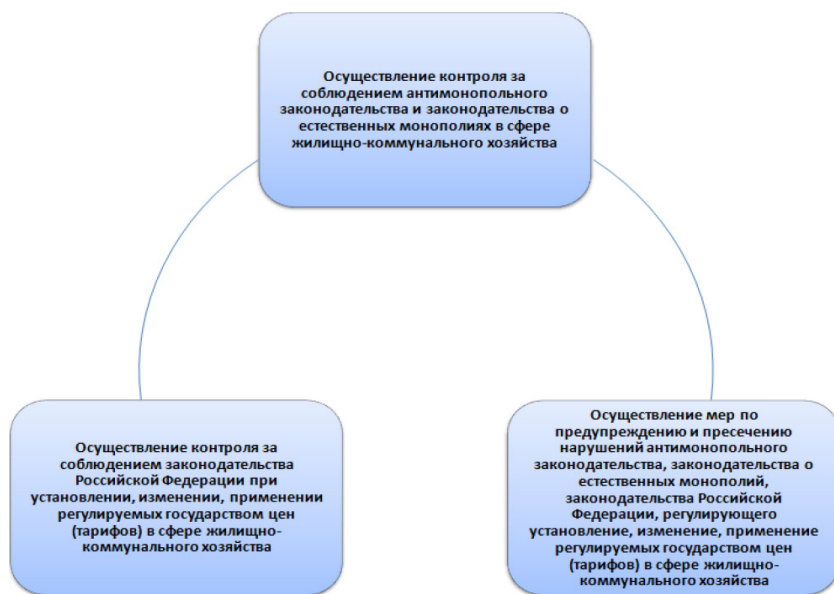 Осуществление контроля за
соблюдением антимонопольного
законодательства и законодательства о
естественных монополиях в сфере
жилищно-коммунального хозяйства
Осуществление контроля за
соблюдением законодательства
Российской Федерации при
установлении, изменении, применении
регулируемых государством цен
(тарифов) в сфере жилищно-
коммунального хозяйства
Осуществление мер по
предупреждению и пресечению
нарушений антимонопольного
законодательства, законодательства о
естественных монополий,
законодательства Российской
Федерации, регулирующего
установление, изменение, применение
регулируемых государством цен
(тарифов) в сфере жилищно-
коммунального хозяйства